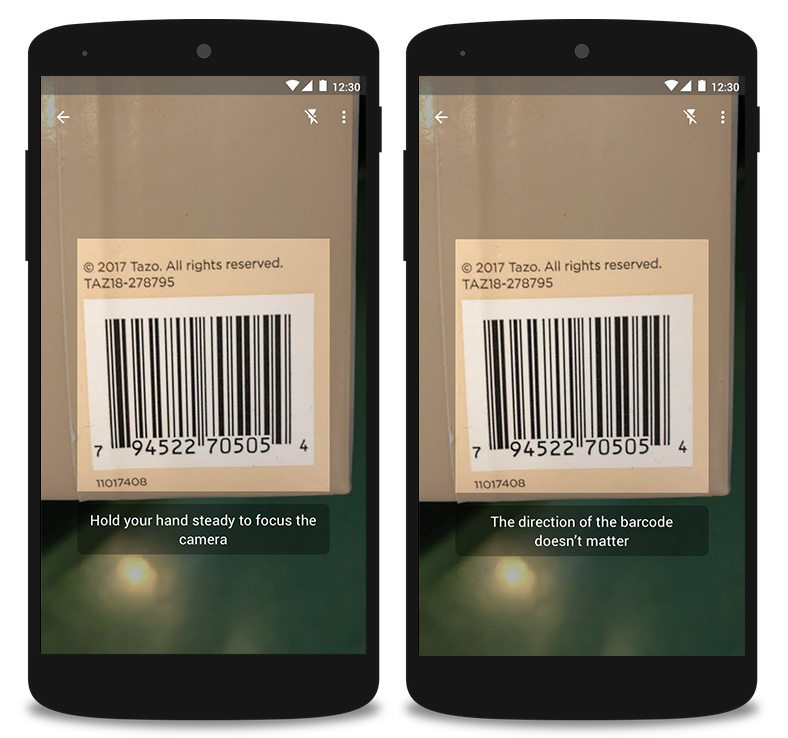 12:30
© 2017 Tazo. All rights reserved.
TAZ18-278795
7 94522 70505 4
11017408
Hold your hand steady to focus the
camera
12:30
© 2017 Tazo. All rights reserved.
TAZ18-278795
7 94522 70505 4
11017408
The direction of the barcode
doesn't matter